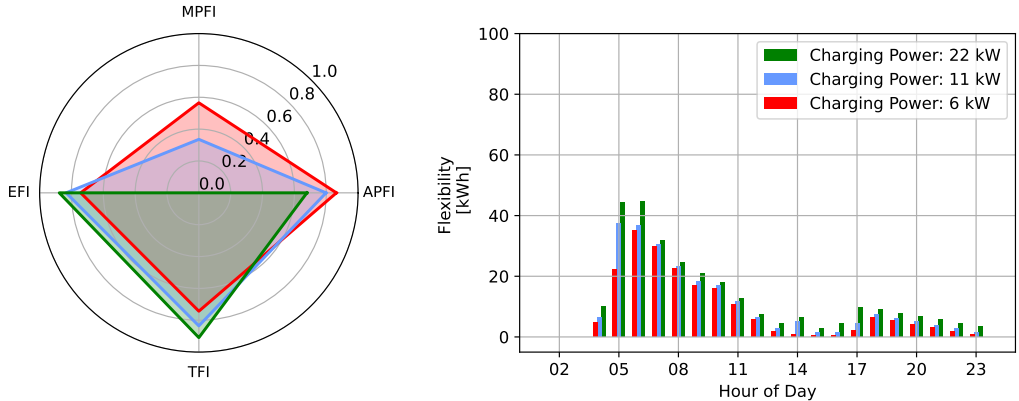 MPFI
1.0
0.8
0.6
0.4
0.2
0.0
EFI
APFI
TFI
100
80
60
40
20
0
Flexibility
[kWh]
Charging Power: 22 kW
Charging Power: 11 kW
Charging Power: 6 kW
02 05 08 11 14 17 20 23
Hour of Day